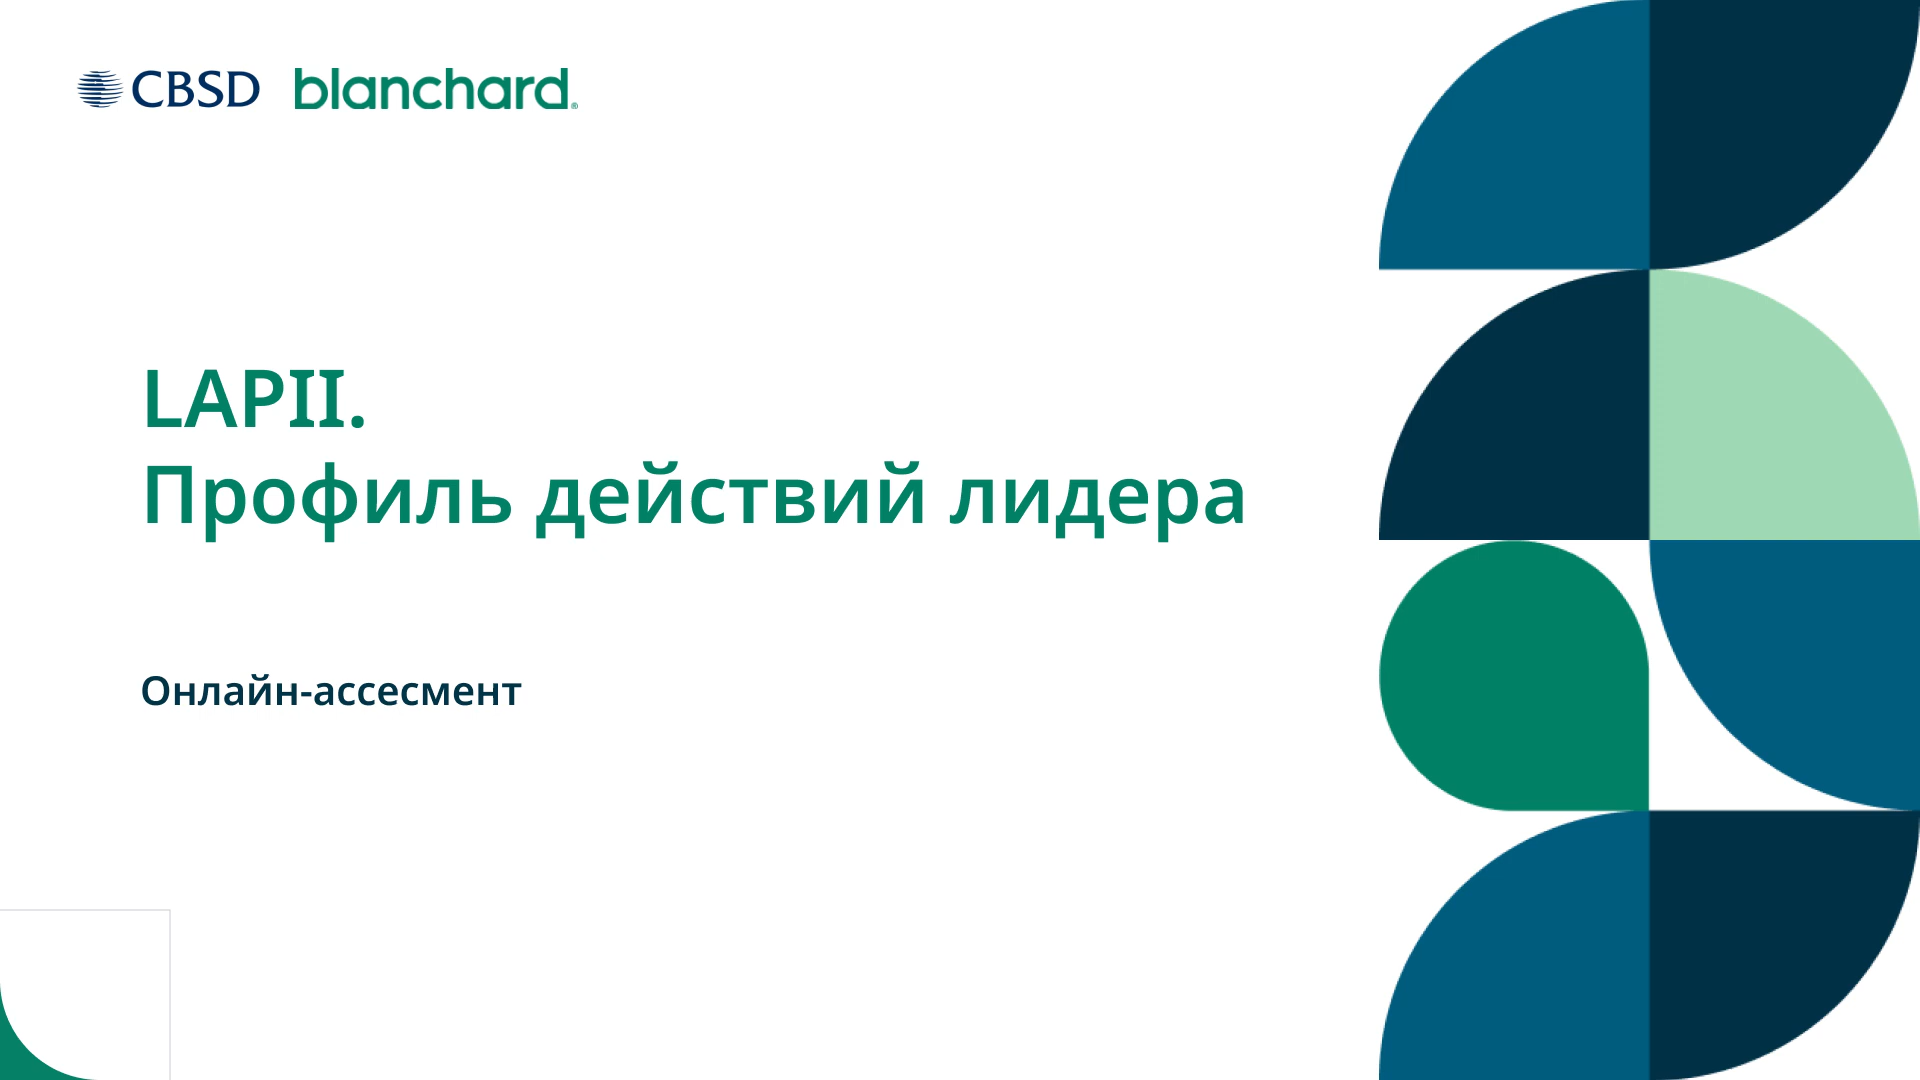 CBSD blanchard®
LAPII.
Профиль действий лидера
Онлайн-ассесмент